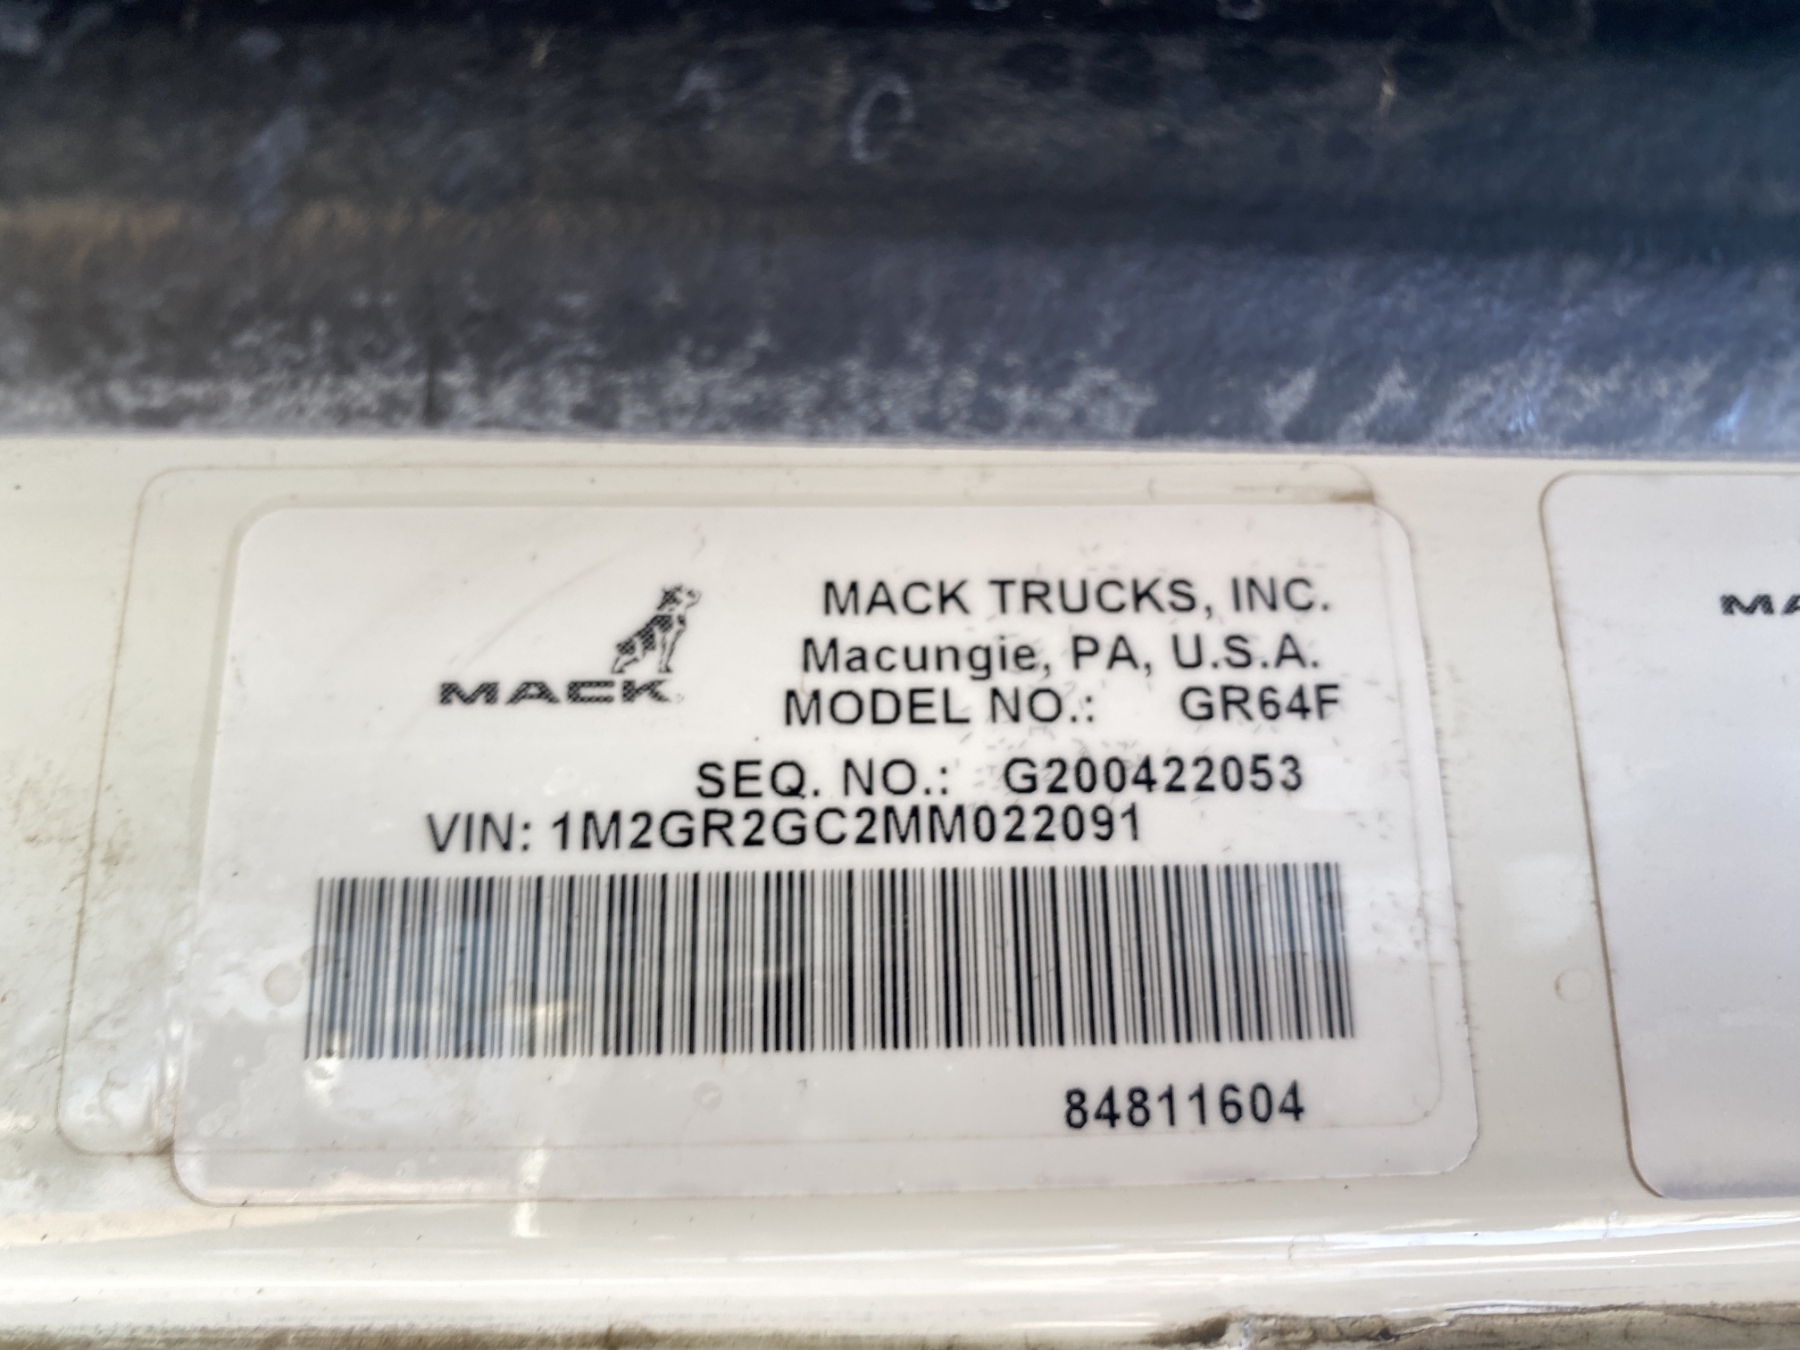 MACK
MACK TRUCKS, INC.
Macungie, PA, U.S.A.
MODEL NO.: GR64F
SEQ. NO.: G200422053
VIN: 1M2GR2GC2MM022091
84811604